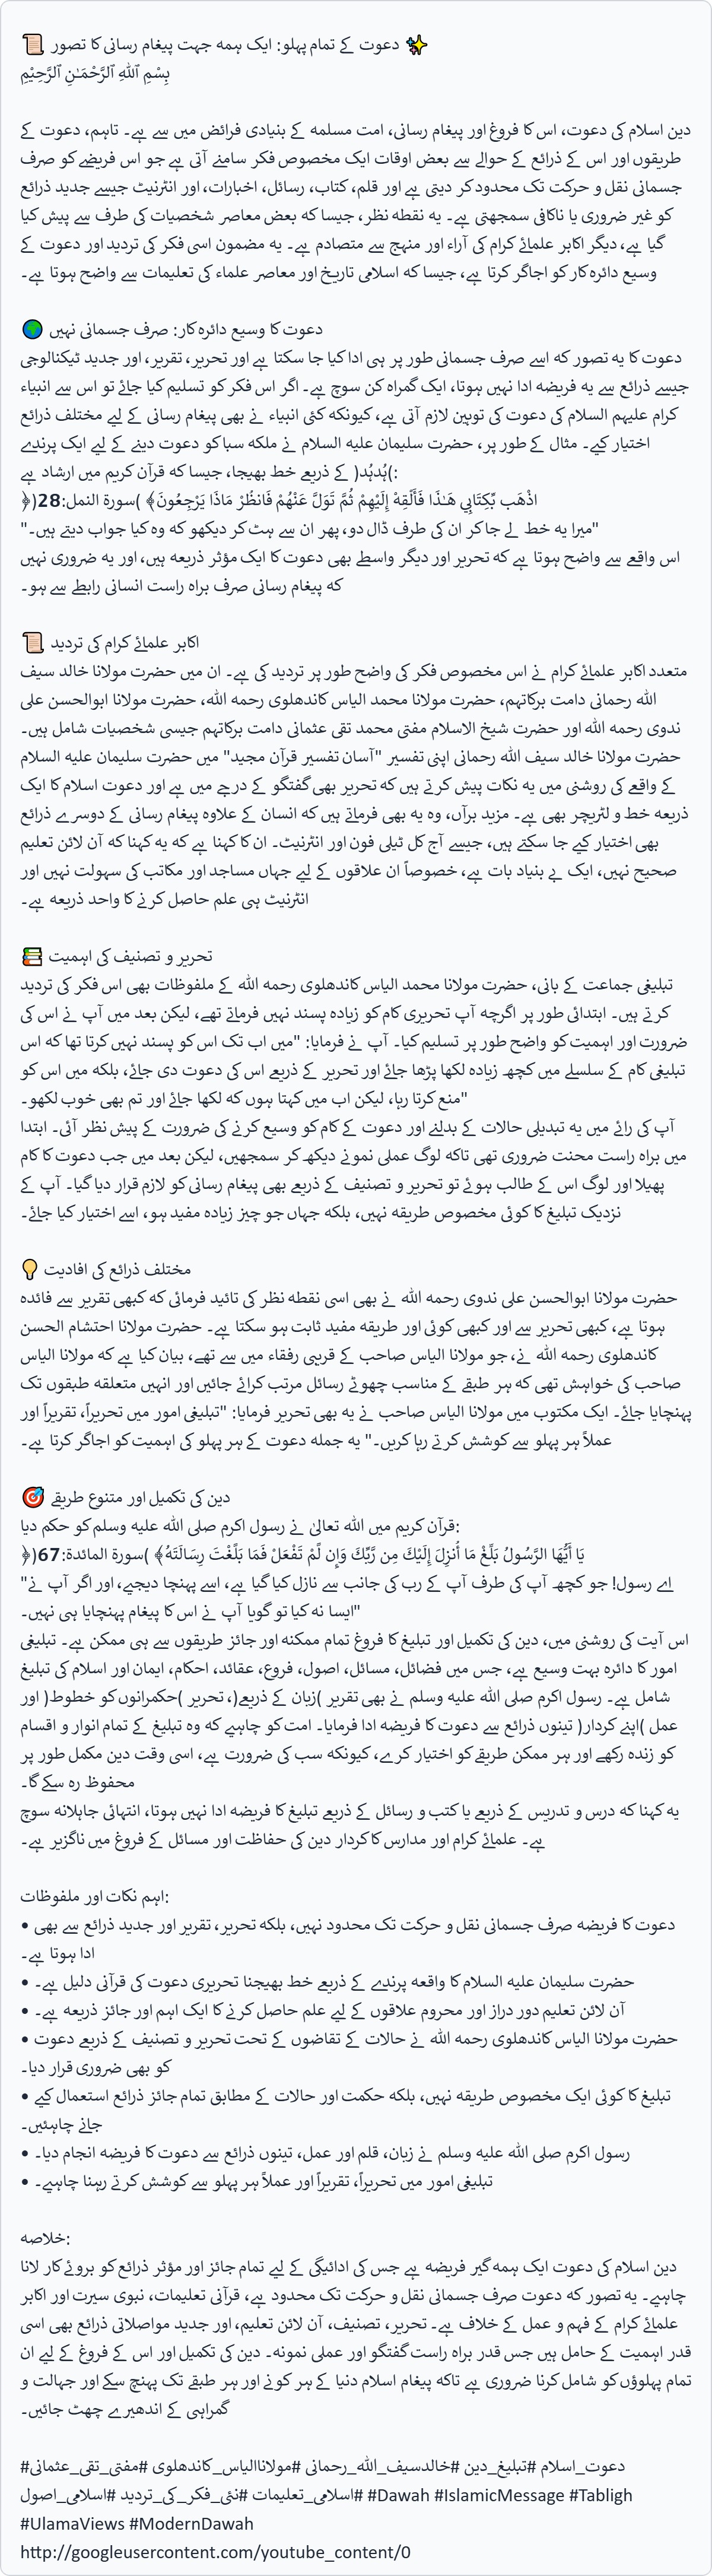 📜 دعوت کے تمام پہلو: ایک ہمہ جہت پیغام رسانی کا تصور ✨
بِسْمِ ٱللهِ ٱلرَّحْمَـٰنِ ٱلرَّحِيْمِ
دین اسلام کی دعوت، اس کا فروغ اور پیغام رسانی، امت مسلمہ کے بنیادی فرائض میں سے ہے۔ تاہم، دعوت کے
طریقوں اور اس کے ذرائع کے حوالے سے بعض اوقات ایک مخصوص فکر سامنے آتی ہے جو اس فریضے کو صرف
جسمانی نقل و حرکت تک محدود کر دیتی ہے اور قلم، کتاب، رسائل، اخبارات، اور انٹرنیٹ جیسے جدید ذرائع
کو غیر ضروری یا ناکافی سمجھتی ہے۔ یہ نقطہ نظر، جیسا کہ بعض معاصر شخصیات کی طرف سے پیش کیا
گیا ہے، دیگر اکابر علمائے کرام کی آراء اور منہج سے متصادم ہے۔ یہ مضمون اسی فکر کی تردید اور دعوت کے
وسیع دائرہ کار کو اجاگر کرتا ہے، جیسا کہ اسلامی تاریخ اور معاصر علماء کی تعلیمات سے واضح ہوتا ہے۔
🌍 دعوت کا وسیع دائرہ کار: صرف جسمانی نہیں
دعوت کا یہ تصور کہ اسے صرف جسمانی طور پر ہی ادا کیا جا سکتا ہے اور تحریر، تقریر، اور جدید ٹیکنالوجی
جیسے ذرائع سے یہ فریضہ ادا نہیں ہوتا، ایک گمراہ کن سوچ ہے۔ اگر اس فکر کو تسلیم کیا جائے تو اس سے انبیاء
کرام علیہم السلام کی دعوت کی توہین لازم آتی ہے، کیونکہ کئی انبیاء نے بھی پیغام رسانی کے لیے مختلف ذرائع
اختیار کیے۔ مثال کے طور پر، حضرت سلیمان علیہ السلام نے ملکہ سبا کو دعوت دینے کے لیے ایک پرندے
(ہُدہُد) کے ذریعے خط بھیجا، جیسا کہ قرآن کریم میں ارشاد ہے:
﴿اذْهَب بِّكِتَابِي هَـٰذَا فَأَلْقِهْ إِلَيْهِمْ ثُمَّ تَوَلَّ عَنْهُمْ فَانظُرْ مَاذَا يَرْجِعُونَ﴾ (سورة النمل:28)
"میرا یہ خط لے جا کر ان کی طرف ڈال دو، پھر ان سے ہٹ کر دیکھو کہ وہ کیا جواب دیتے ہیں۔"
اس واقعے سے واضح ہوتا ہے کہ تحریر اور دیگر واسطے بھی دعوت کا ایک مؤثر ذریعہ ہیں، اور یہ ضروری نہیں
کہ پیغام رسانی صرف براہ راست انسانی رابطے سے ہو۔
📜 اکابر علمائے کرام کی تردید
متعدد اکابر علمائے کرام نے اس مخصوص فکر کی واضح طور پر تردید کی ہے۔ ان میں حضرت مولانا خالد سیف
اللہ رحمانی دامت برکاتہم، حضرت مولانا محمد الیاس کاندھلوی رحمہ اللہ، حضرت مولانا ابوالحسن علی
ندوی رحمہ اللہ اور حضرت شیخ الاسلام مفتی محمد تقی عثمانی دامت برکاتہم جیسی شخصیات شامل ہیں۔
حضرت مولانا خالد سیف اللہ رحمانی اپنی تفسیر "آسان تفسیر قرآن مجید" میں حضرت سلیمان علیہ السلام
کے واقعے کی روشنی میں یہ نکات پیش کرتے ہیں کہ تحریر بھی گفتگو کے درجے میں ہے اور دعوت اسلام کا ایک
ذریعہ خط و لٹریچر بھی ہے۔ مزید برآں، وہ یہ بھی فرماتے ہیں کہ انسان کے علاوہ پیغام رسانی کے دوسرے ذرائع
بھی اختیار کیے جا سکتے ہیں، جیسے آج کل ٹیلی فون اور انٹرنیٹ۔ ان کا کہنا ہے کہ یہ کہنا کہ آن لائن تعلیم
صحیح نہیں، ایک بے بنیاد بات ہے، خصوصاً ان علاقوں کے لیے جہاں مساجد اور مکاتب کی سہولت نہیں اور
انٹرنیٹ ہی علم حاصل کرنے کا واحد ذریعہ ہے۔
📚 تحریر و تصنیف کی اہمیت
تبلیغی جماعت کے بانی، حضرت مولانا محمد الیاس کاندھلوی رحمہ اللہ کے ملفوظات بھی اس فکر کی تردید
کرتے ہیں۔ ابتدائی طور پر اگرچہ آپ تحریری کام کو زیادہ پسند نہیں فرماتے تھے، لیکن بعد میں آپ نے اس کی
ضرورت اور اہمیت کو واضح طور پر تسلیم کیا۔ آپ نے فرمایا: "میں اب تک اس کو پسند نہیں کرتا تھا کہ اس
تبلیغی کام کے سلسلے میں کچھ زیادہ لکھا پڑھا جائے اور تحریر کے ذریعے اس کی دعوت دی جائے، بلکہ میں اس کو
منع کرتا رہا، لیکن اب میں کہتا ہوں کہ لکھا جائے اور تم بھی خوب لکھو۔"
آپ کی رائے میں یہ تبدیلی حالات کے بدلنے اور دعوت کے کام کو وسیع کرنے کی ضرورت کے پیش نظر آئی۔ ابتدا
میں براہ راست محنت ضروری تھی تاکہ لوگ عملی نمونے دیکھ کر سمجھیں، لیکن بعد میں جب دعوت کا کام
پھیلا اور لوگ اس کے طالب ہوئے تو تحریر و تصنیف کے ذریعے بھی پیغام رسانی کو لازم قرار دیا گیا۔ آپ کے
نزدیک تبلیغ کا کوئی مخصوص طریقہ نہیں، بلکہ جہاں جو چیز زیادہ مفید ہو، اسے اختیار کیا جائے۔
💡 مختلف ذرائع کی افادیت
حضرت مولانا ابوالحسن علی ندوی رحمہ اللہ نے بھی اسی نقطہ نظر کی تائید فرمائی کہ کبھی تقریر سے فائدہ
ہوتا ہے، کبھی تحریر سے اور کبھی کوئی اور طریقہ مفید ثابت ہو سکتا ہے۔ حضرت مولانا احتشام الحسن
کاندھلوی رحمہ اللہ نے، جو مولانا الیاس صاحب کے قریبی رفقاء میں سے تھے، بیان کیا ہے کہ مولانا الیاس
صاحب کی خواہش تھی کہ ہر طبقے کے مناسب چھوٹے رسائل مرتب کرائے جائیں اور انہیں متعلقہ طبقوں تک
پہنچایا جائے۔ ایک مکتوب میں مولانا الیاس صاحب نے یہ بھی تحریر فرمایا: "تبلیغی امور میں تحریراً، تقریراً اور
عملاً ہر پہلو سے کوشش کرتے رہا کریں۔" یہ جملہ دعوت کے ہر پہلو کی اہمیت کو اجاگر کرتا ہے۔
🎯 دین کی تکمیل اور متنوع طریقے
قرآن کریم میں اللہ تعالیٰ نے رسول اکرم صلی اللہ علیہ وسلم کو حکم دیا:
﴿يَا أَيُّهَا الرَّسُولُ بَلِّغْ مَا أُنزِلَ إِلَيْكَ مِن رَّبِّكَ وَإِن لَّمْ تَفْعَلْ فَمَا بَلَّغْتَ رِسَالَتَهُ﴾ (سورة المائدة:67)
"اے رسول! جو کچھ آپ کی طرف آپ کے رب کی جانب سے نازل کیا گیا ہے، اسے پہنچا دیجیے، اور اگر آپ نے
ایسا نہ کیا تو گویا آپ نے اس کا پیغام پہنچایا ہی نہیں۔"
اس آیت کی روشنی میں، دین کی تکمیل اور تبلیغ کا فروغ تمام ممکنہ اور جائز طریقوں سے ہی ممکن ہے۔ تبلیغی
امور کا دائرہ بہت وسیع ہے، جس میں فضائل، مسائل، اصول، فروع، عقائد، احکام، ایمان اور اسلام کی تبلیغ
شامل ہے۔ رسول اکرم صلی اللہ علیہ وسلم نے بھی تقریر (زبان کے ذریعے)، تحریر (حکمرانوں کو خطوط) اور
عمل (اپنے کردار) تینوں ذرائع سے دعوت کا فریضہ ادا فرمایا۔ امت کو چاہیے کہ وہ تبلیغ کے تمام انوار و اقسام
کو زندہ رکھے اور ہر ممکن طریقے کو اختیار کرے، کیونکہ سب کی ضرورت ہے، اسی وقت دین مکمل طور پر
محفوظ رہ سکے گا۔
یہ کہنا کہ درس و تدریس کے ذریعے یا کتب و رسائل کے ذریعے تبلیغ کا فریضہ ادا نہیں ہوتا، انتہائی جاہلانہ سوچ
ہے۔ علمائے کرام اور مدارس کا کردار دین کی حفاظت اور مسائل کے فروغ میں ناگزیر ہے۔
اہم نکات اور ملفوظات:
• دعوت کا فریضہ صرف جسمانی نقل و حرکت تک محدود نہیں، بلکہ تحریر، تقریر اور جدید ذرائع سے بھی
ادا ہوتا ہے۔
• حضرت سلیمان علیہ السلام کا واقعہ پرندے کے ذریعے خط بھیجنا تحریری دعوت کی قرآنی دلیل ہے۔
• آن لائن تعلیم دور دراز اور محروم علاقوں کے لیے علم حاصل کرنے کا ایک اہم اور جائز ذریعہ ہے۔
• حضرت مولانا الیاس کاندھلوی رحمہ اللہ نے حالات کے تقاضوں کے تحت تحریر و تصنیف کے ذریعے دعوت
کو بھی ضروری قرار دیا۔
• تبلیغ کا کوئی ایک مخصوص طریقہ نہیں، بلکہ حکمت اور حالات کے مطابق تمام جائز ذرائع استعمال کیے
جانے چاہئیں۔
• رسول اکرم صلی اللہ علیہ وسلم نے زبان، قلم اور عمل، تینوں ذرائع سے دعوت کا فریضہ انجام دیا۔
• تبلیغی امور میں تحریراً، تقریراً اور عملاً ہر پہلو سے کوشش کرتے رہنا چاہیے۔
خلاصہ:
دین اسلام کی دعوت ایک ہمہ گیر فریضہ ہے جس کی ادائیگی کے لیے تمام جائز اور مؤثر ذرائع کو بروئے کار لانا
چاہیے۔ یہ تصور کہ دعوت صرف جسمانی نقل و حرکت تک محدود ہے، قرآنی تعلیمات، نبوی سیرت اور اکابر
علمائے کرام کے فہم و عمل کے خلاف ہے۔ تحریر، تصنیف، آن لائن تعلیم، اور جدید مواصلاتی ذرائع بھی اسی
قدر اہمیت کے حامل ہیں جس قدر براہ راست گفتگو اور عملی نمونہ۔ دین کی تکمیل اور اس کے فروغ کے لیے ان
تمام پہلوؤں کو شامل کرنا ضروری ہے تاکہ پیغام اسلام دنیا کے ہر کونے اور ہر طبقے تک پہنچ سکے اور جہالت و
گمراہی کے اندھیرے چھٹ جائیں۔
#دعوت_اسلام #تبلیغ_دین #خالدسیف_اللہ_رحمانی #مولاناالیاس_کاندھلوی #مفتی_تقی_عثمانی
#اسلامی_تعلیمات #نئی_فکر_کی_تردید #اسلامی_اصول #Dawah #IslamicMessage #Tabligh
#UlamaViews #ModernDawah
http://googleusercontent.com/youtube_content/0